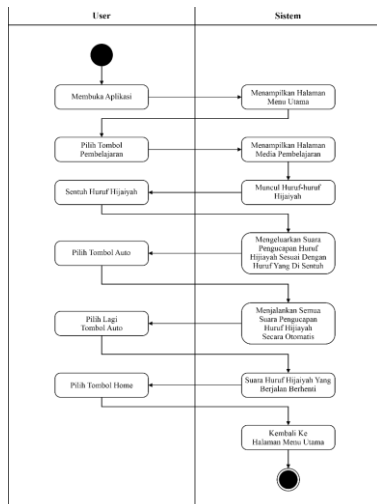 User
Sistem
Membuka Aplikasi
Menampilkan Halaman
Menu Utama
Pilih Tombol
Pembelajaran
Menampilkan Halaman
Media Pembelajaran
Muncul Huruf-huruf
Hijaiyah
Sentuh Huruf Hijaiyah
Mengeluarkan Suara
Pengucapan Huruf
Hijiayah Sesuai Dengan
Huruf Yang Di Sentuh
Pilih Tombol Auto
Menjalankan Semua
Suara Pengucapan
Huruf Hijiayah
Secara Otomatis
Pilih Lagi
Tombol Auto
Suara Huruf Hijaiyah Yang
Berjalan Berhenti
Pilih Tombol Home
Kembali Ke
Halaman Menu Utama